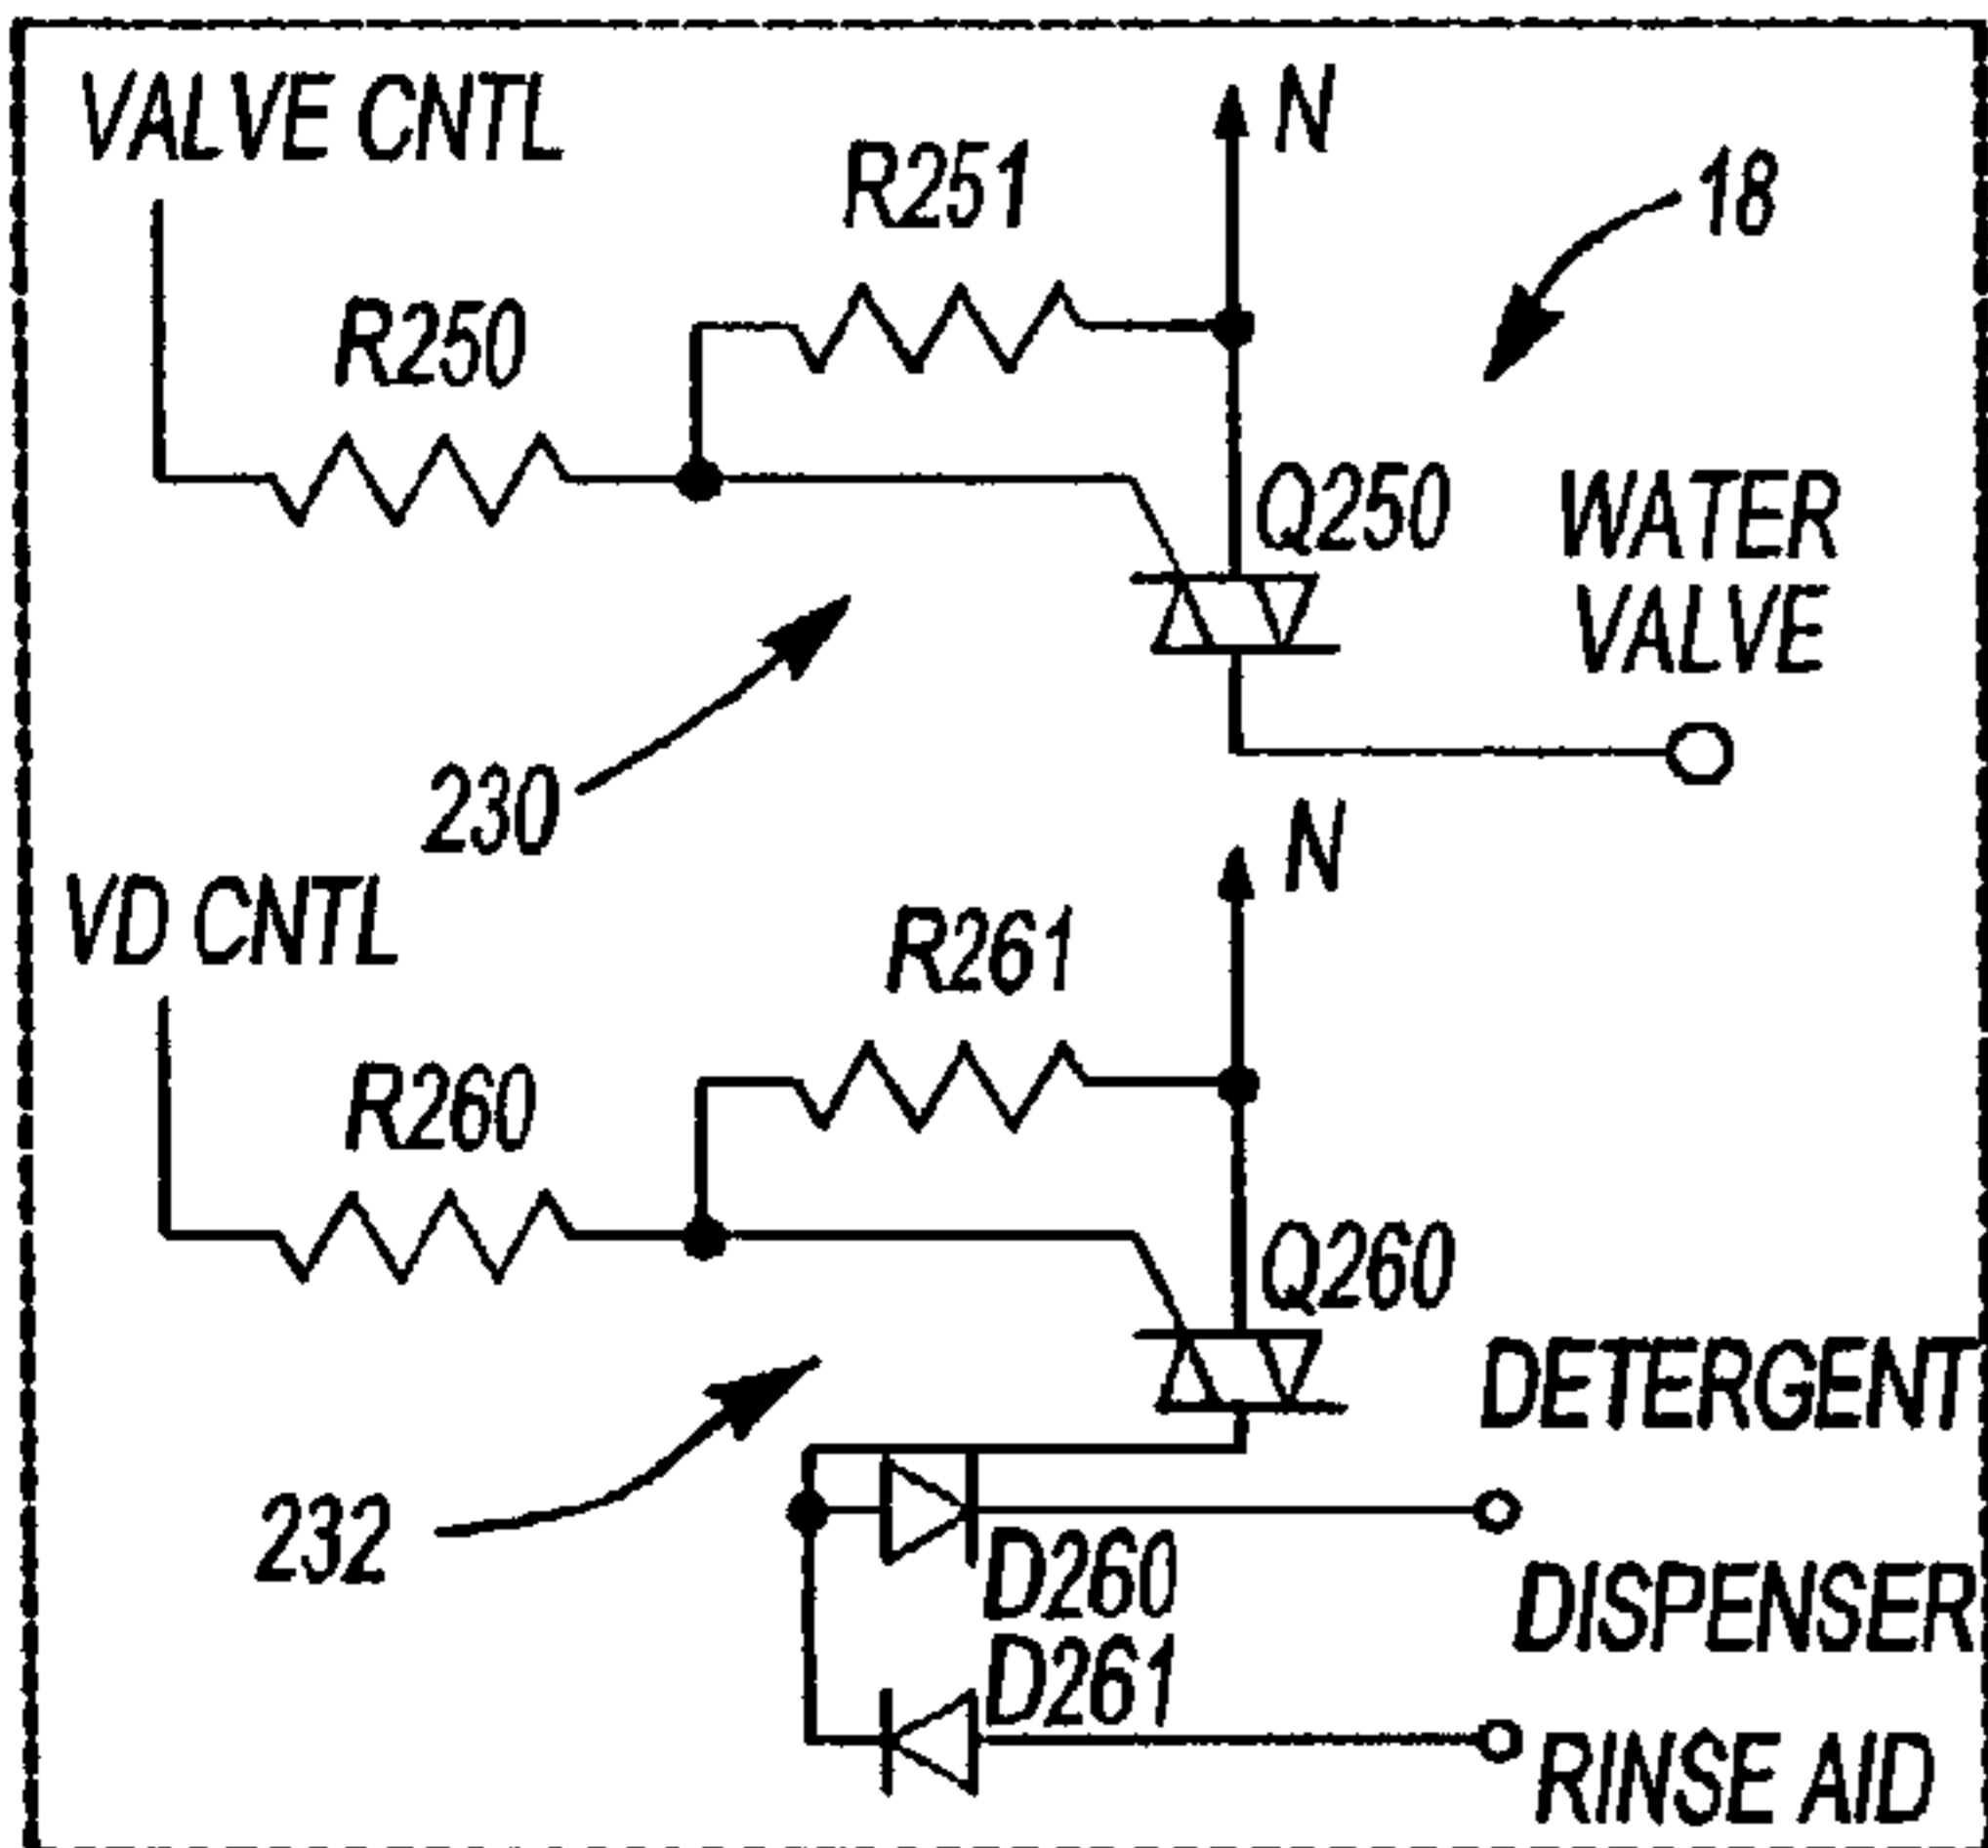 VALVE CNTL
N
R251
18
R250
Q250
WATER
VALVE
230
N
VD CNTL
R261
R260
Q260
DETERGENT
232
D260
DISPENSER
D261
RINSE AID